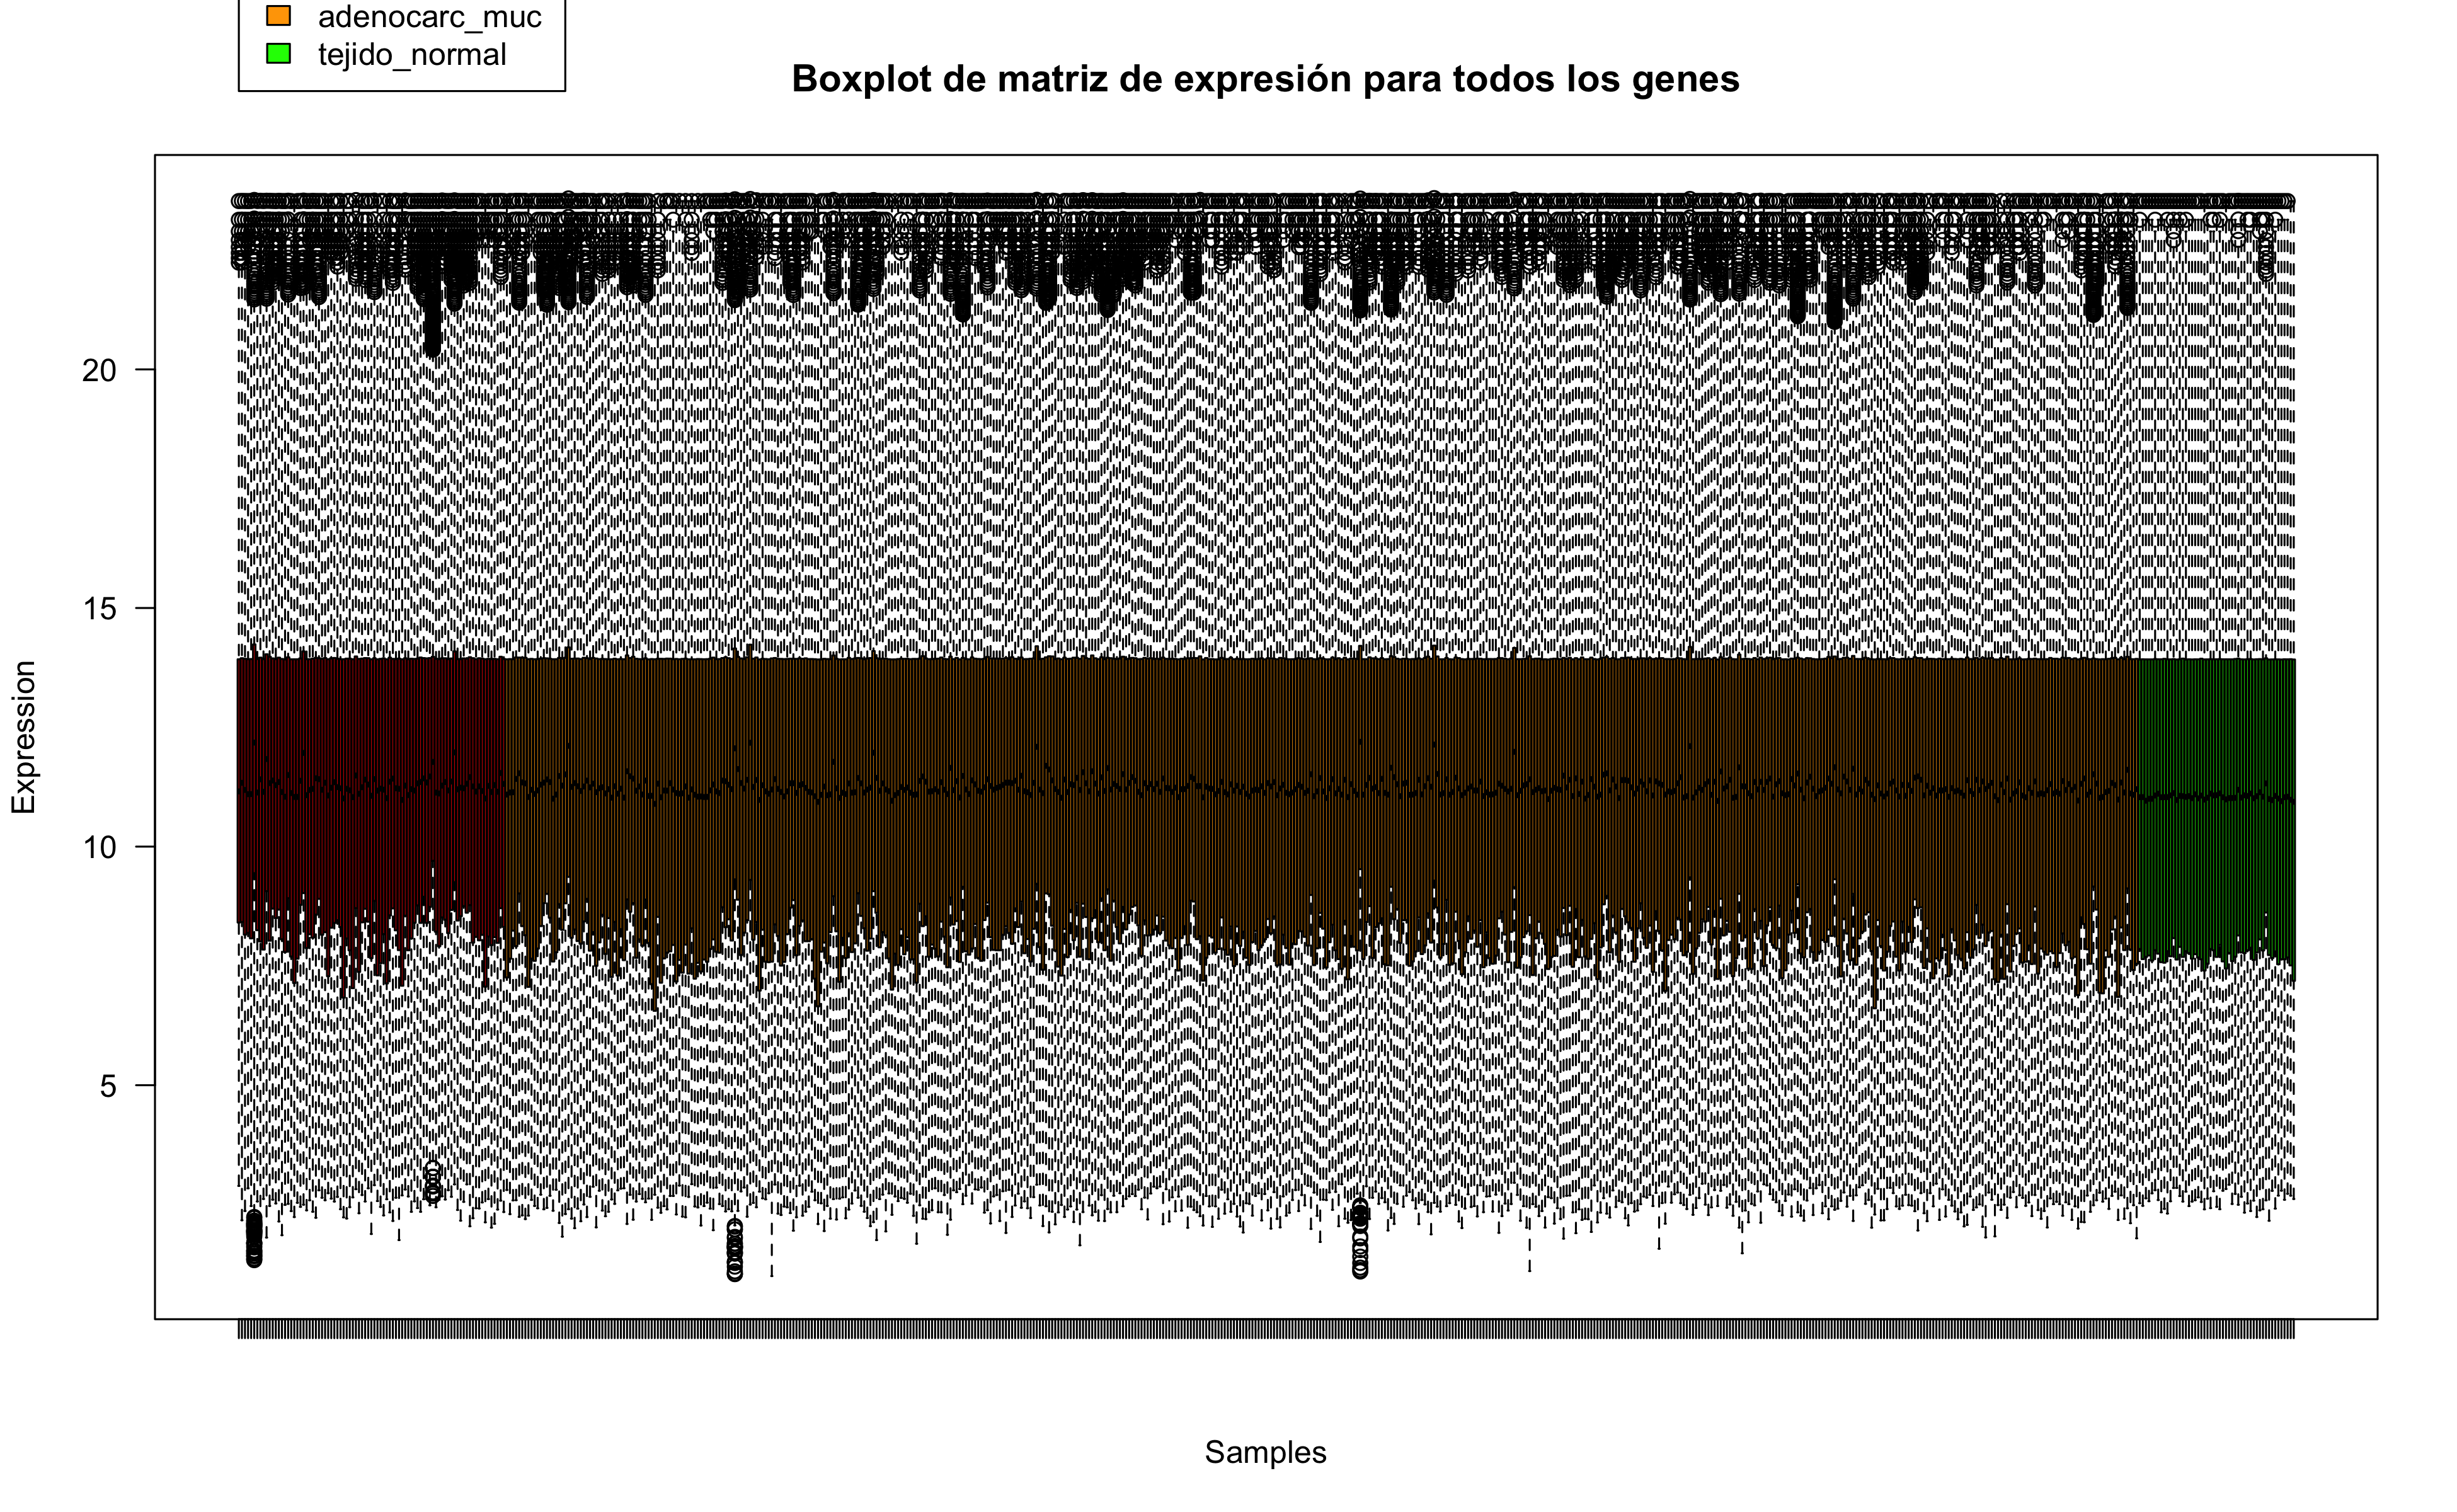 adenocarc_muc
tejido_normal
Boxplot de matriz de expresión para todos los genes
20
15
10
5
Expression
Samples